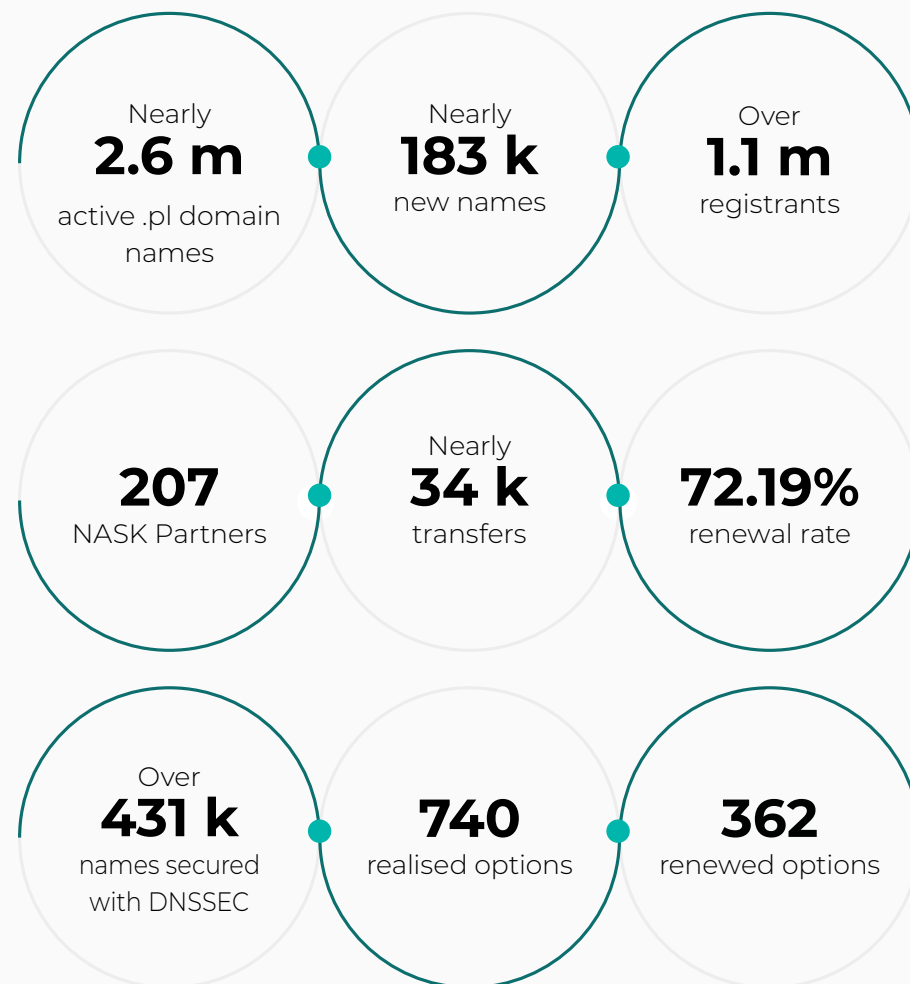 Nearly
2.6 m
active .pl domain
names
Nearly
183 k
new names
Over
1.1 m
registrants
207
NASK Partners
Nearly
34 k
transfers
72.19%
renewal rate
Over
431 k
names secured
with DNSSEC
740
realised options
362
renewed options